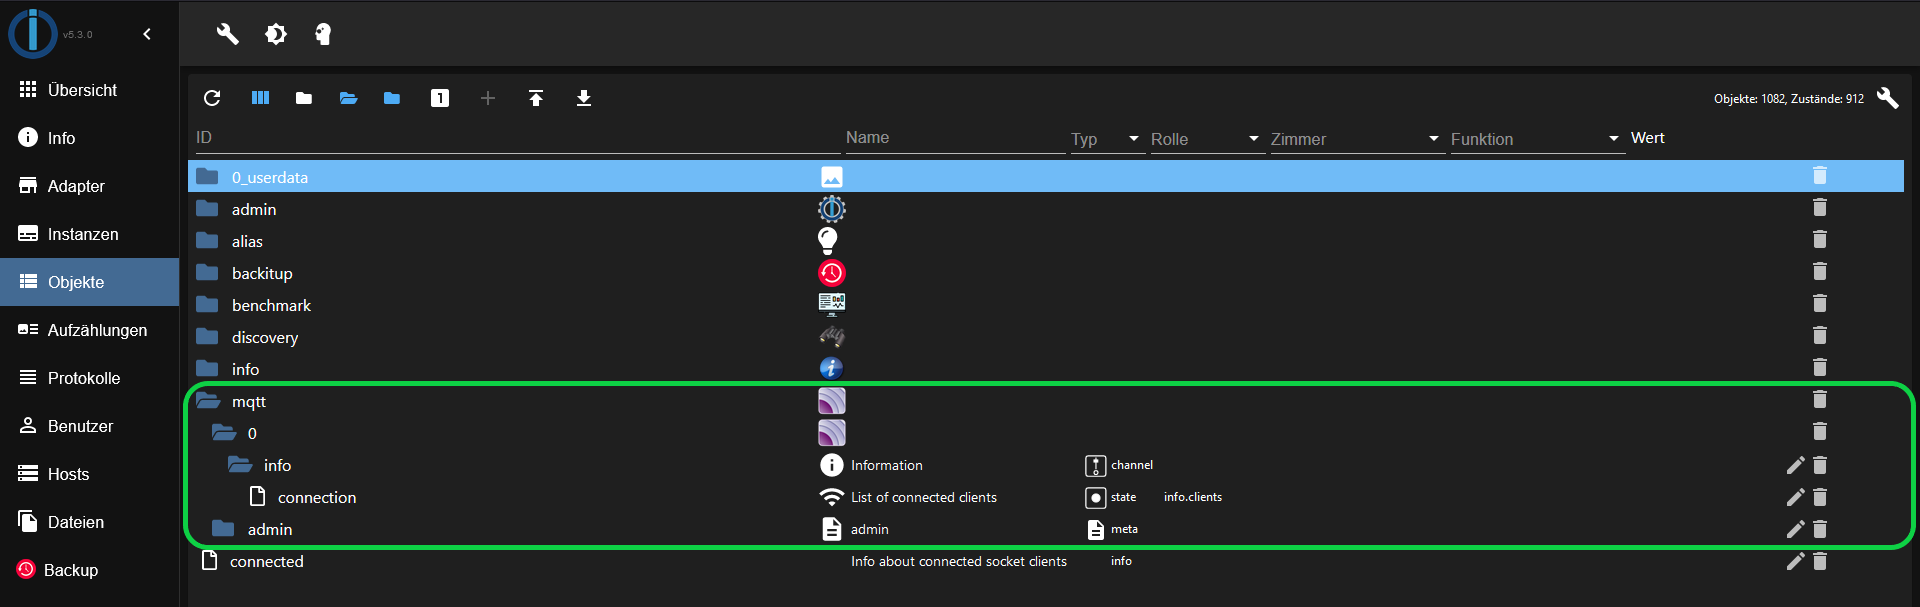 v5.3.0
Übersicht
Info
Adapter
Instanzen
Objekte
Aufzählungen
Protokolle
Benutzer
Hosts
Dateien
Backup
1
Objekte: 1082, Zustände: 912
ID Name Typ Rolle Zimmer Funktion Wert
0_userdata
admin
alias
backitup
benchmark
discovery
info
mqtt
0
info Information channel
connection List of connected clients state info.clients
admin admin meta
connected Info about connected socket clients info